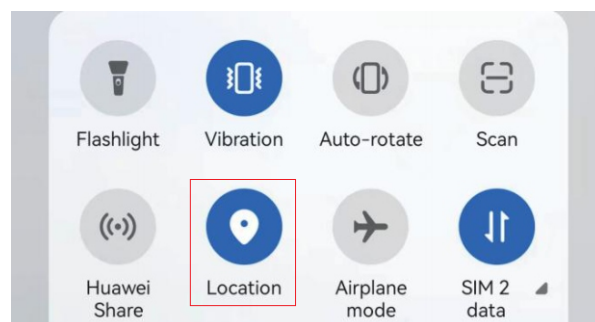 Flashlight
Vibration
Auto-rotate
Scan
Huawei
Share
Location
Airplane
mode
SIM 2
data